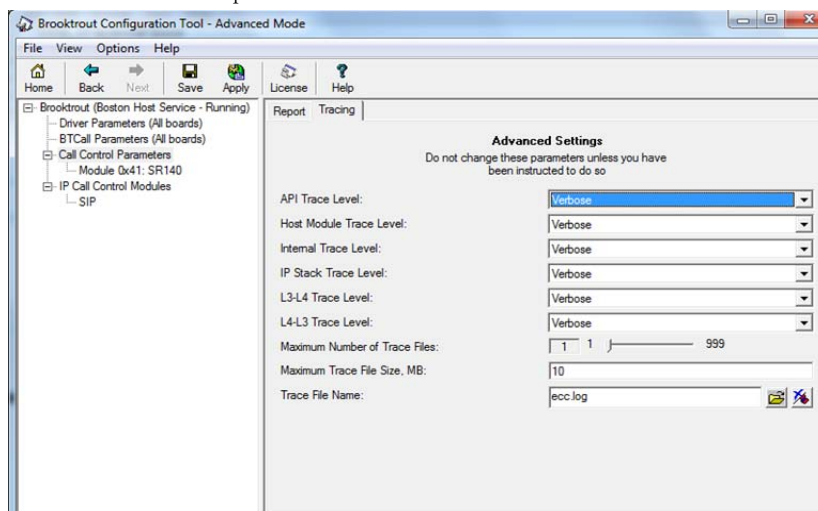 Brooktrout Configuration Tool - Advanced Mode
File View Options Help
Home Back Next Save Apply License Help
Brooktrout (Boston Host Service - Running)
Driver Parameters (All boards)
BTCall Parameters (All boards)
Call Control Parameters
Module 0x41: SR140
IP Call Control Modules
SIP
Report Tracing
Advanced Settings
Do not change these parameters unless you have
been instructed to do so
API Trace Level: Verbose
Host Module Trace Level: Verbose
Internal Trace Level: Verbose
IP Stack Trace Level: Verbose
L3-L4 Trace Level: Verbose
L4-L3 Trace Level: Verbose
Maximum Number of Trace Files: 1 1 999
Maximum Trace File Size, MB: 10
Trace File Name: ecc.log